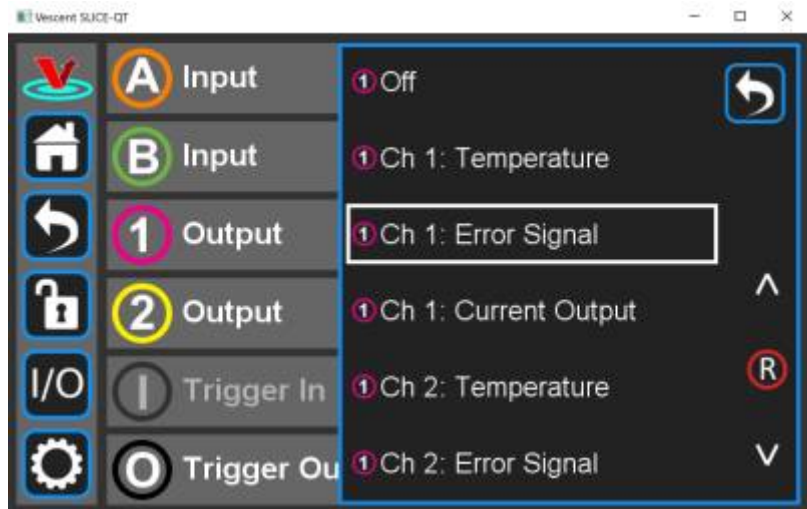 Vescent SLICE-QT
A Input
B Input
1 Output
2 Output
I Trigger In
O Trigger Ou
I/O
1 Off
1 Ch 1: Temperature
1 Ch 1: Error Signal
1 Ch 1: Current Output
1 Ch 2: Temperature
1 Ch 2: Error Signal
R